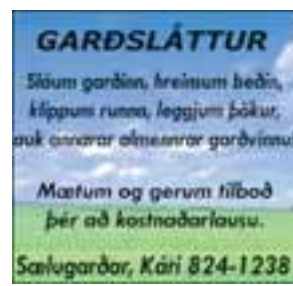 GARÐSLÁTTUR
Sláum garðinn, hreinsum beðin,
klippum runna, leggjum þökur,
auk annarar almennrar garðvinnu!
Mætum og gerum tilboð
þér að kostnaðarlausu.
Sælugarðar, Kári 824-1238